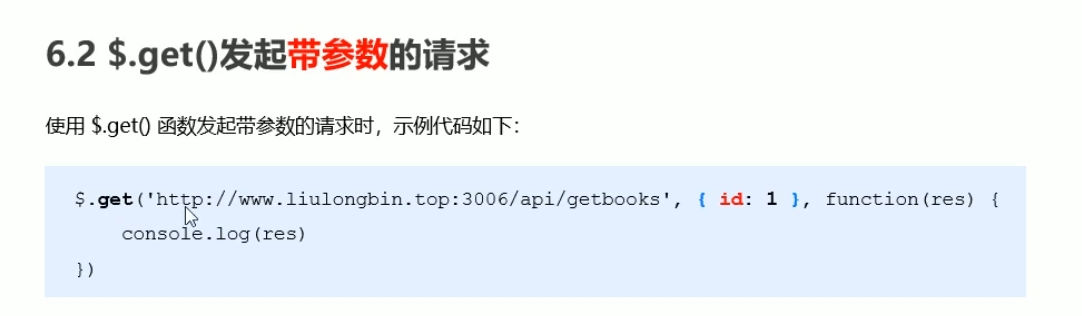 6.2 $.get()发起带参数的请求
使用 $.get() 函数发起带参数的请求时，示例代码如下：
$.get('http://www.liulongbin.top:3006/api/getbooks', { id: 1 }, function(res) {
console.log(res)
})